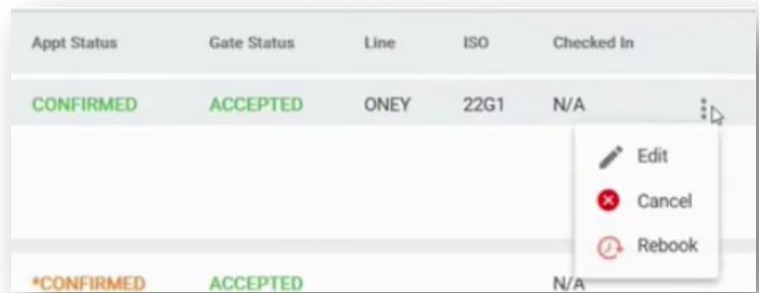 Appt Status Gate Status Line ISO Checked In
CONFIRMED ACCEPTED ONEY 22G1 N/A
Edit
Cancel
Rebook
*CONFIRMED ACCEPTED N/A